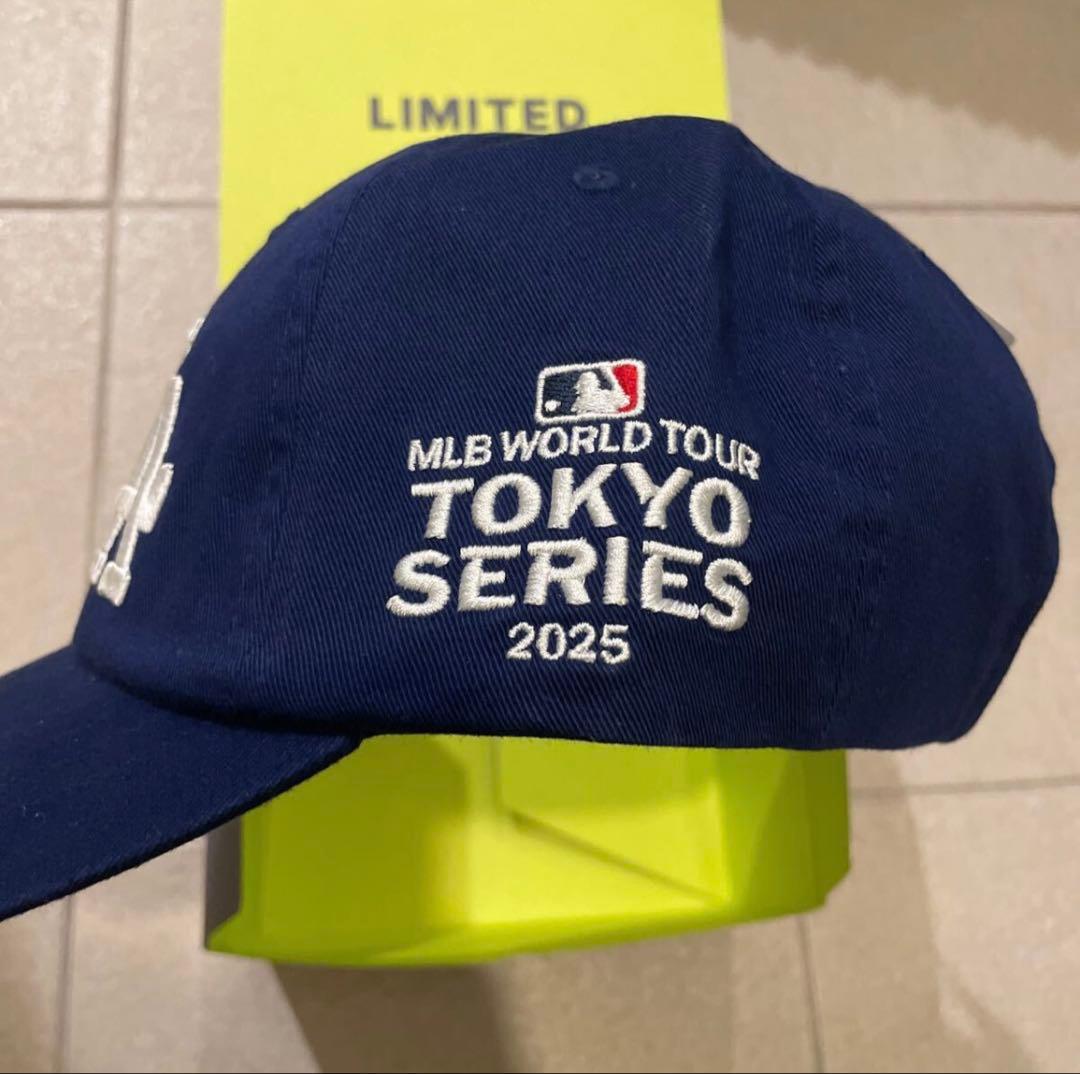 LIMITED
MLB WORLD TOUR
TOKYO
SERIES
2025